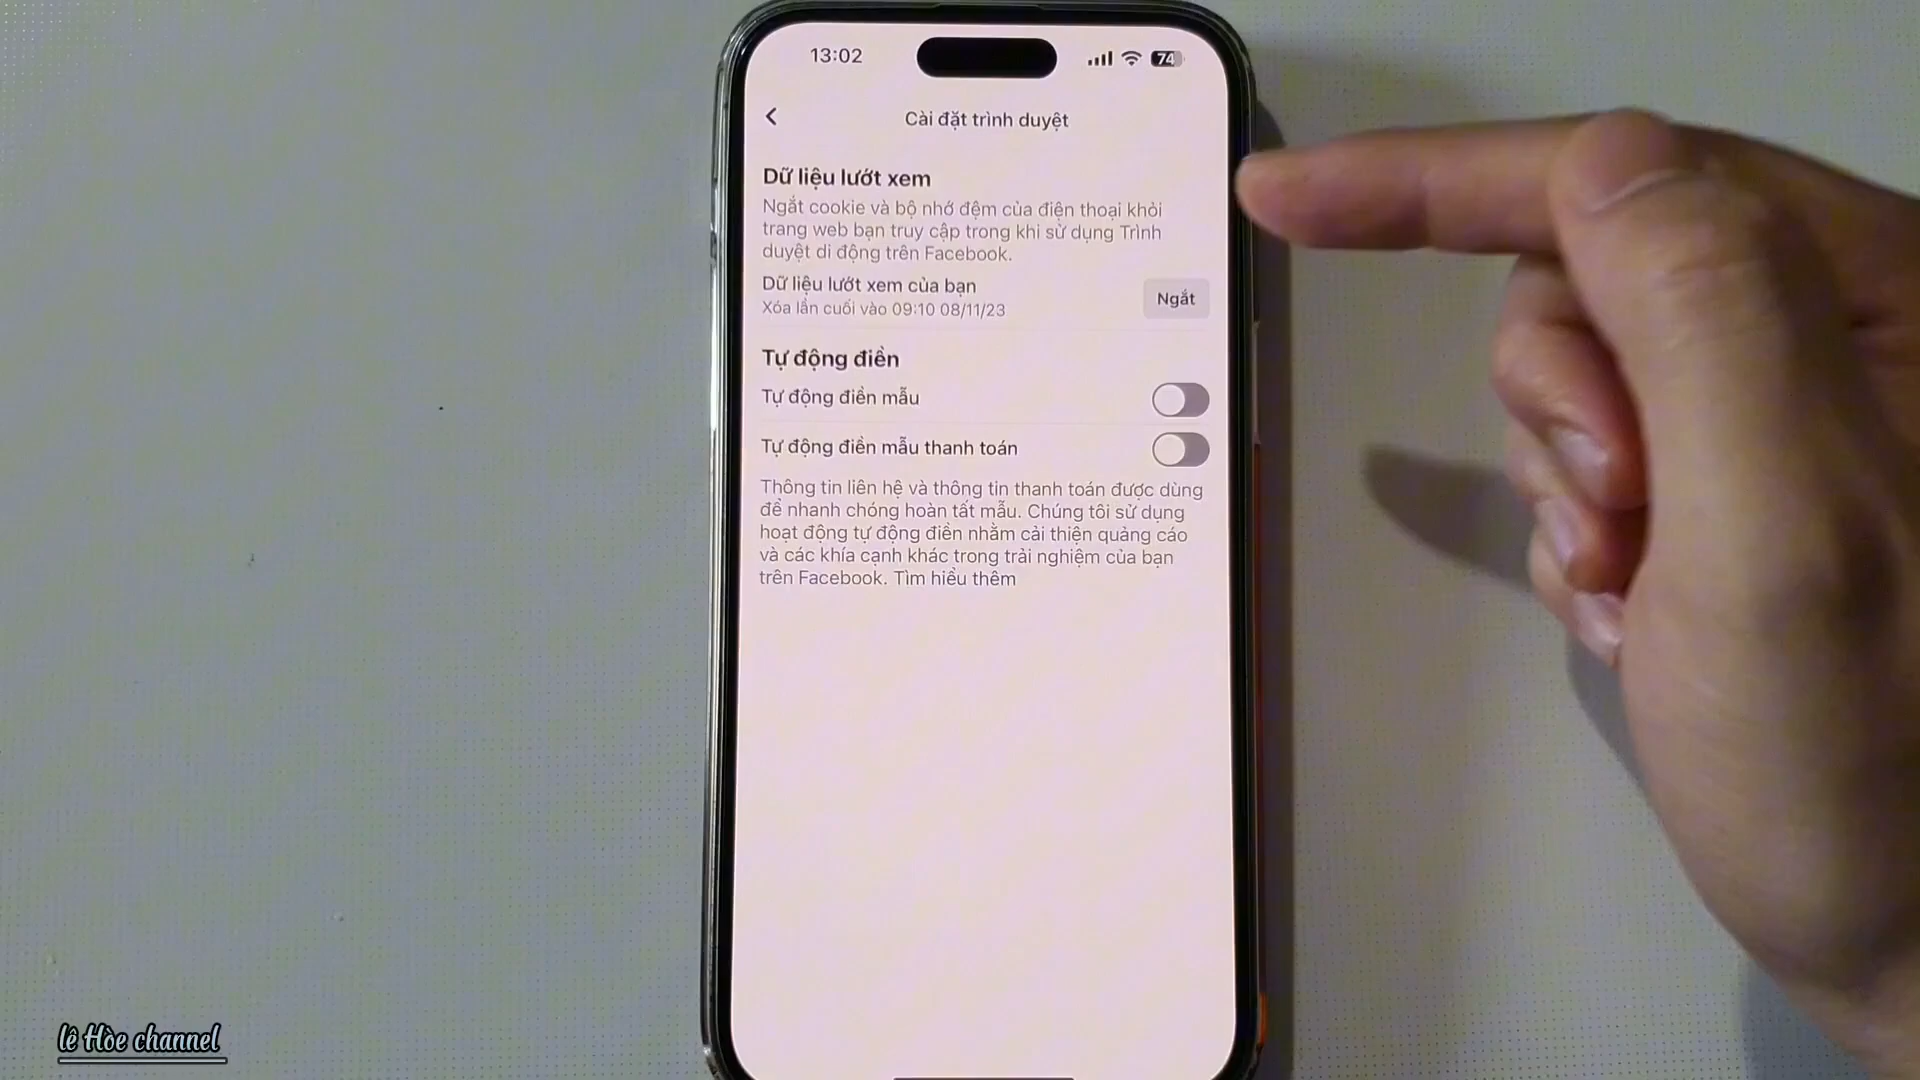 13:02
74
Cài đặt trình duyệt
Dữ liệu lướt xem
Ngắt cookie và bộ nhớ đệm của điện thoại khỏi
trang web bạn truy cập trong khi sử dụng Trình
duyệt di động trên Facebook.
Dữ liệu lướt xem của bạn
Xóa lần cuối vào 09:10 08/11/23
Ngắt
Tự động điền
Tự động điền mẫu
Tự động điền mẫu thanh toán
Thông tin liên hệ và thông tin thanh toán được dùng
để nhanh chóng hoàn tất mẫu. Chúng tôi sử dụng
hoạt động tự động điền nhằm cải thiện quảng cáo
và các khía cạnh khác trong trải nghiệm của bạn
trên Facebook. Tìm hiểu thêm
lê Hòe channel